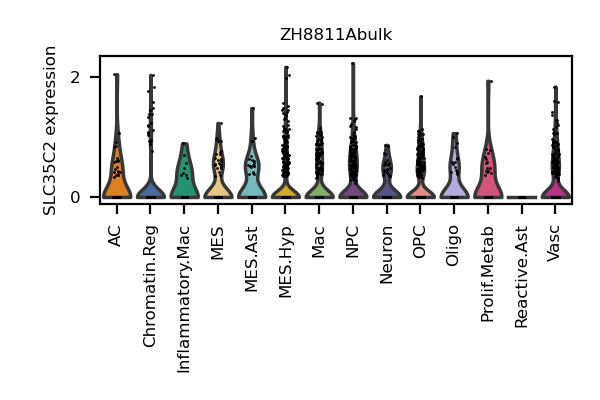 ZH8811Abulk
SLC35C2 expression
2
0
AC
Chromatin.Reg
Inflammatory.Mac
MES
MES.Ast
MES.Hyp
Mac
NPC
Neuron
OPC
Oligo
Prolif.Metab
Reactive.Ast
Vasc